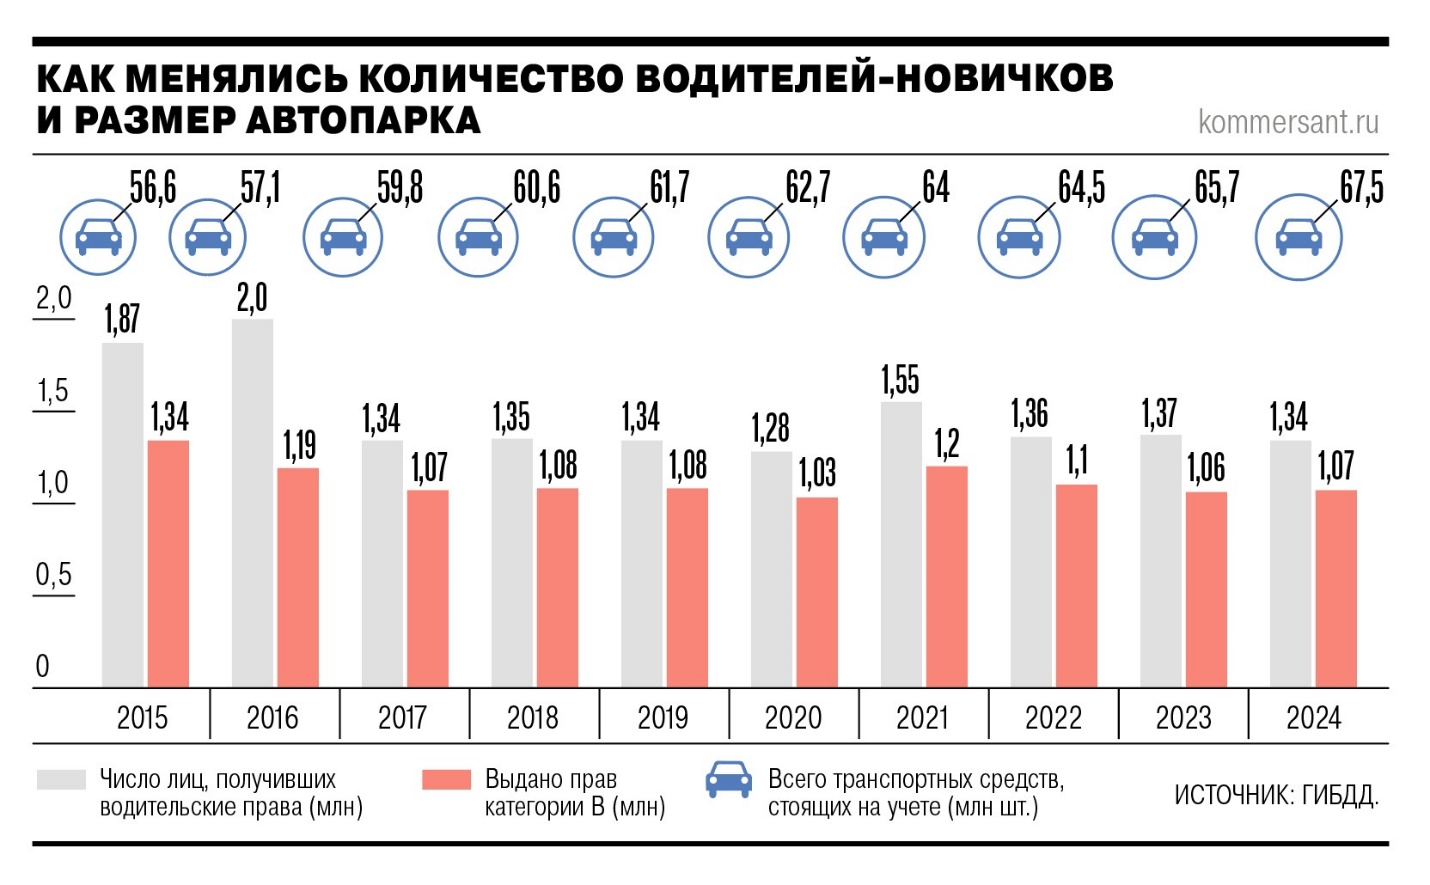 КАК МЕНЯЛИСЬ КОЛИЧЕСТВО ВОДИТЕЛЕЙ-НОВИЧКОВ
И РАЗМЕР АВТОПАРКА
kommersant.ru
56,6 57,1 59,8 60,6 61,7 62,7 64 64,5 65,7 67,5
2,0
1,5
1,0
0,5
0
1,87 1,34
2,0 1,19
1,34 1,07
1,35 1,08
1,34 1,08
1,28 1,03
1,55 1,2
1,36 1,1
1,37 1,06
1,34 1,07
2015 2016 2017 2018 2019 2020 2021 2022 2023 2024
Число лиц, получивших
водительские права (млн)
Выдано прав
категории В (млн)
Всего транспортных средств,
стоящих на учете (млн шт.)
ИСТОЧНИК: ГИБДД.